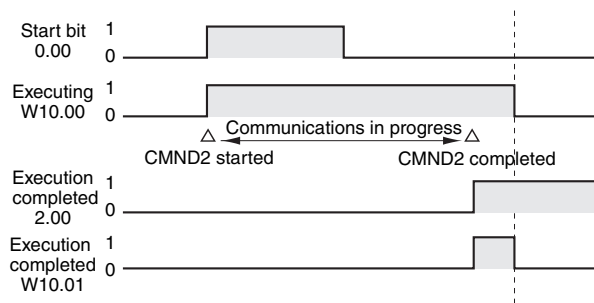 Start bit
0.00
1
0
Executing
W10.00
1
0
Communications in progress
CMND2 started
CMND2 completed
Execution
completed
2.00
1
0
Execution
completed
W10.01
1
0